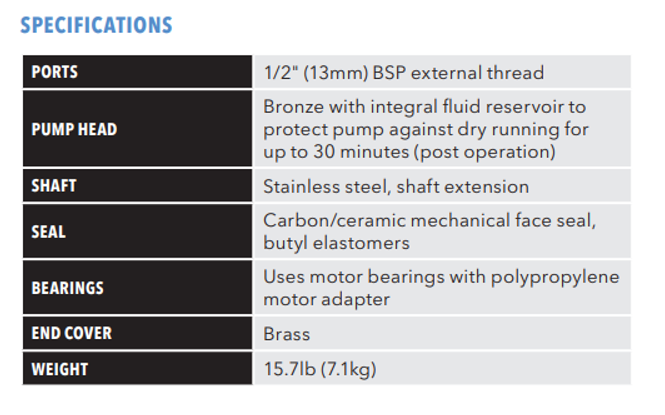 SPECIFICATIONS
PORTS
1/2" (13mm) BSP external thread
PUMP HEAD
Bronze with integral fluid reservoir to
protect pump against dry running for
up to 30 minutes (post operation)
SHAFT
Stainless steel, shaft extension
SEAL
Carbon/ceramic mechanical face seal,
butyl elastomers
BEARINGS
Uses motor bearings with polypropylene
motor adapter
END COVER
Brass
WEIGHT
15.7lb (7.1kg)